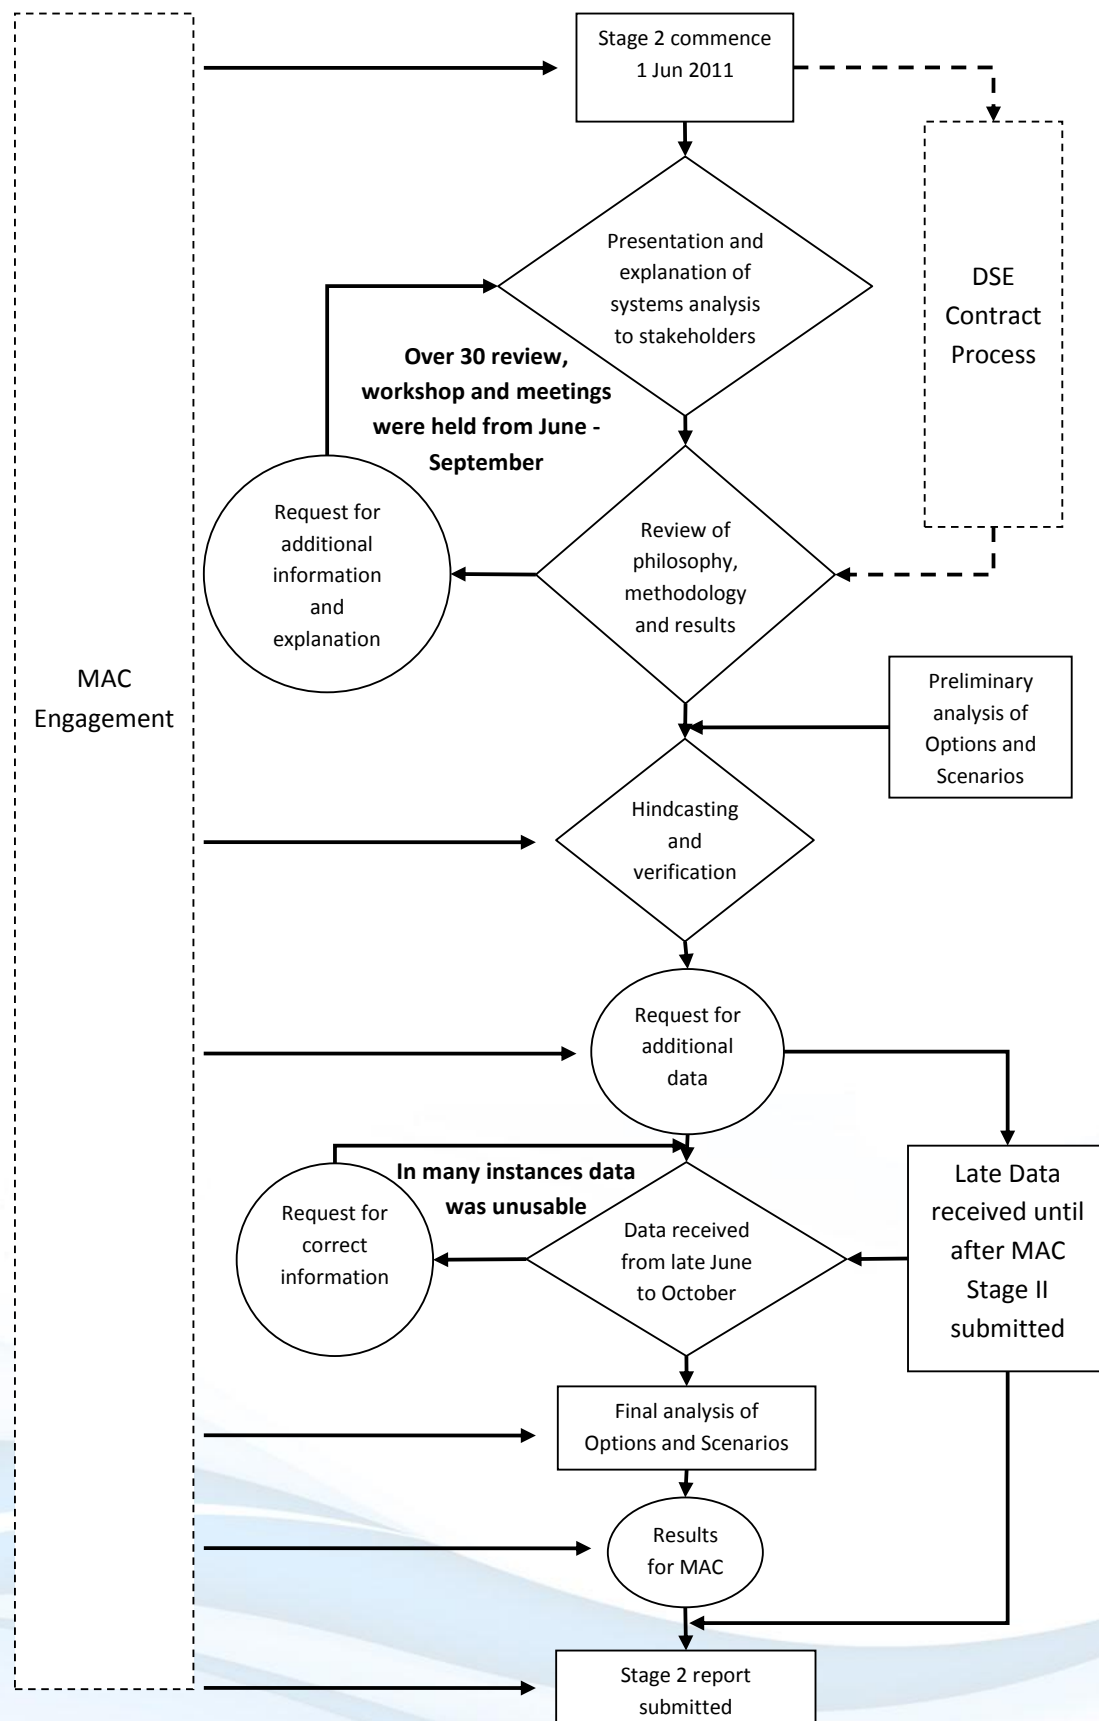 Stage 2 commence
1 Jun 2011
Presentation and
explanation of
systems analysis
to stakeholders
DSE
Contract
Process
Over 30 review,
workshop and meetings
were held from June -
September
Request for
additional
information
and
explanation
Review of
philosophy,
methodology
and results
MAC
Engagement
Preliminary
analysis of
Options and
Scenarios
Hindcasting
and
verification
Request for
additional
data
In many instances data
was unusable
Request for
correct
information
Data received
from late June
to October
Late Data
received until
after MAC
Stage II
submitted
Final analysis of
Options and Scenarios
Results
for MAC
Stage 2 report
submitted